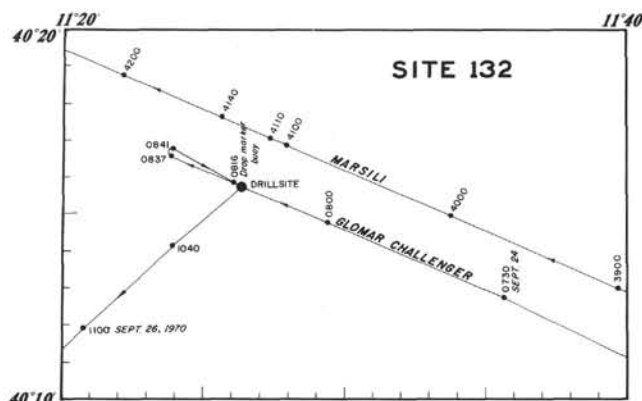 11°20
11°40
40°20
SITE 132
4200
4140
4110
4100
MARSILI
4000
3900
0841
0837
0816
Drop marker
buoy
DRILLSITE
0800
GLOMAR CHALLENGER
0730
SEPT. 24
1040
1100 SEPT. 26, 1970
40°10